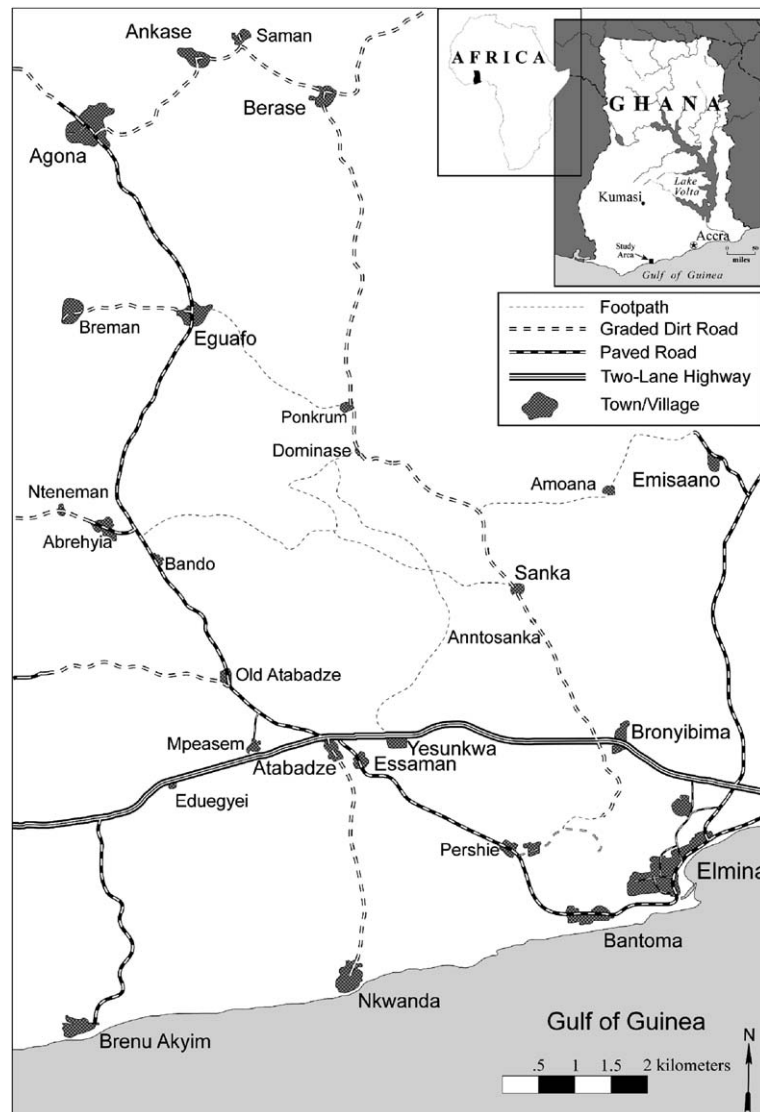 Ankase
Saman
Berase
Agona
AFRICA
GHANA
Lake
Volta
Kumasi
Accra
Study
Area
Gulf of Guinea
0
50
miles
Breman
Eguafo
Footpath
Graded Dirt Road
Paved Road
Two-Lane Highway
Town/Village
Ponkrum
Dominase
Nteneman
Abrehyia
Bando
Amoana
Emisaano
Sanka
Anntosanka
Old Atabadze
Mpeasem
Atabadze
Yesunkwa
Essaman
Bronyibima
Eduegyei
Pershie
Elmina
Bantoma
Nkwanda
Brenu Akyim
Gulf of Guinea
N
.5 1 1.5 2 kilometers